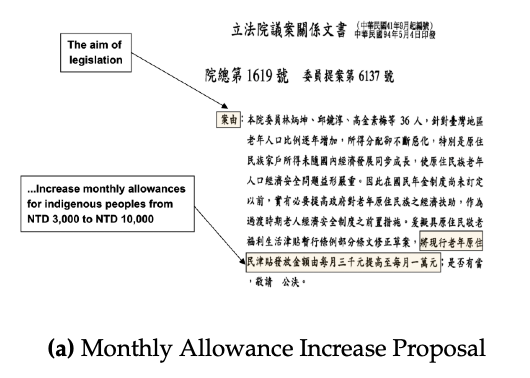 立法院議案關係文書 (中華民國41年8月起編號)
中華民國94年5月4日印發
The aim of
legislation
院總第1619號 委員提案第6137號
案由：本院委員林炳坤、邱鏡淳、高金素梅等 36 人，針對臺灣地區
老年人口比例逐年增加，所得分配卻不斷惡化，特別是原住
民族家戶所得未隨國內經濟發展同步成長，使原住民族老年
人口經濟安全問題益形嚴重。因此在國民年金制度尚未訂定
以前，實有必要提高政府對老年原住民族之經濟扶助，作為
過渡時期老人經濟安全制度之前置措施。爰擬具原住民敬老
福利生活津貼暫行條例部分條文修正草案，將現行老年原住
民津貼發放金額由每月三千元提高至每月一萬元；是否有當
，敬請 公決。
...Increase monthly allowances
for indigenous peoples from
NTD 3,000 to NTD 10,000
(a) Monthly Allowance Increase Proposal